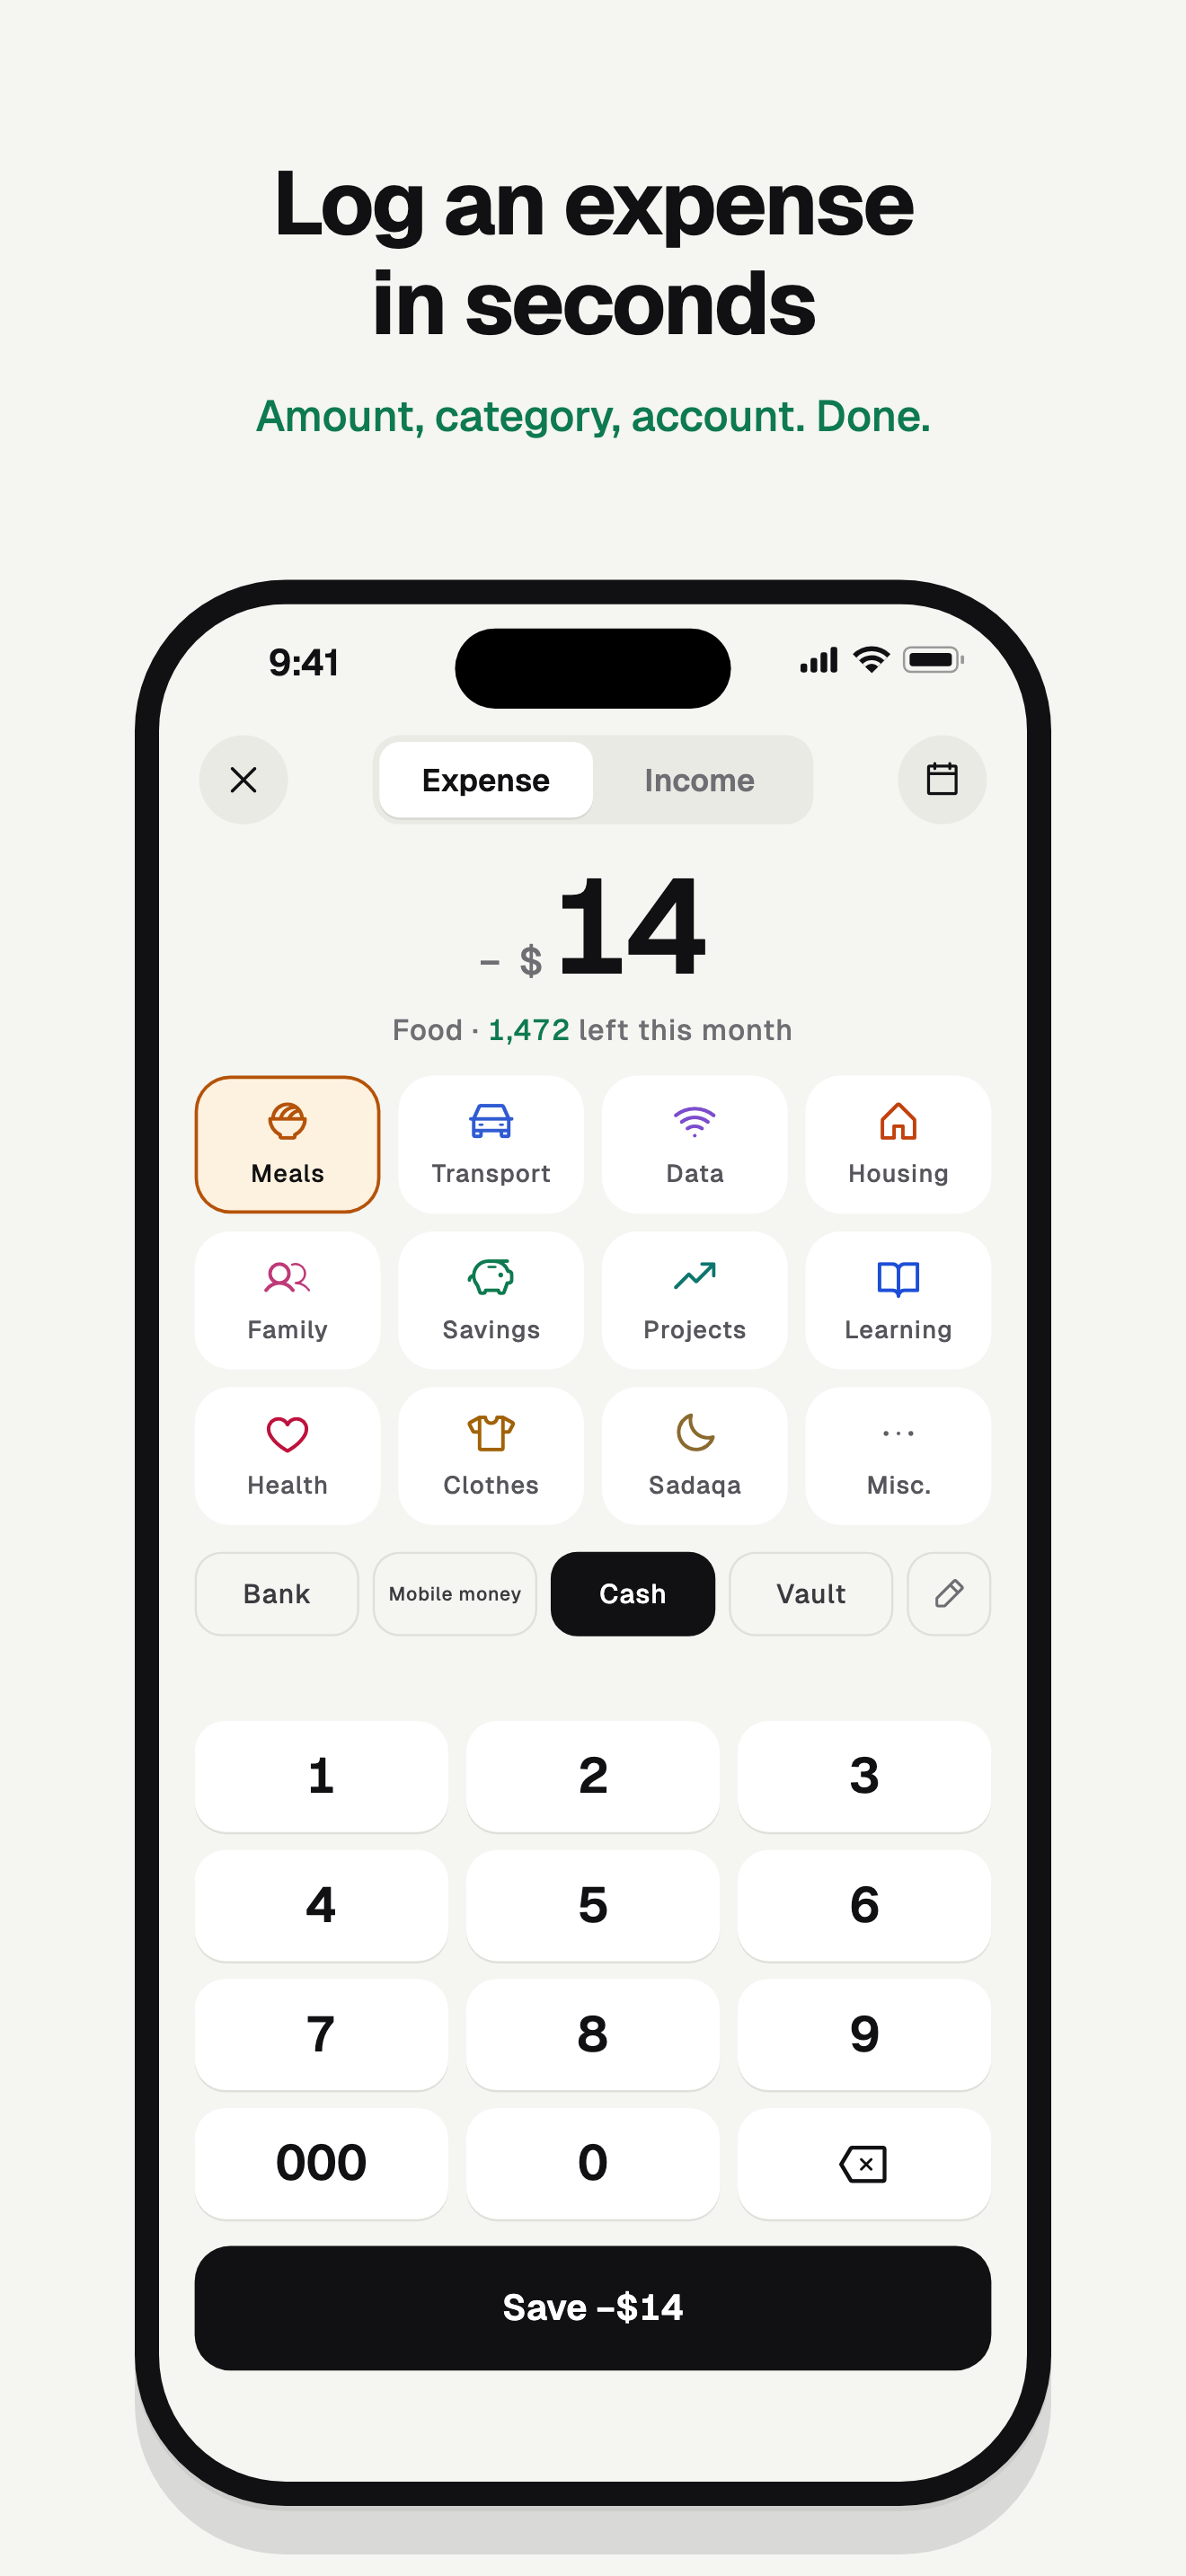 Log an expense
in seconds
Amount, category, account. Done.
9:41
Expense Income
– $ 14
Food · 1,472 left this month
Meals Transport Data Housing
Family Savings Projects Learning
Health Clothes Sadaqa Misc.
Bank Mobile money Cash Vault
1 2 3
4 5 6
7 8 9
000 0
Save –$14